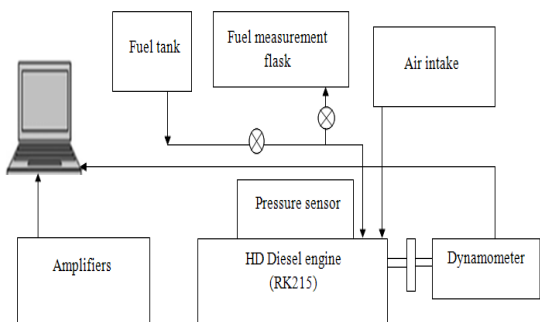 Fuel tank
Fuel measurement
flask
Air intake
Pressure sensor
Amplifiers
HD Diesel engine
(RK215)
Dynamometer